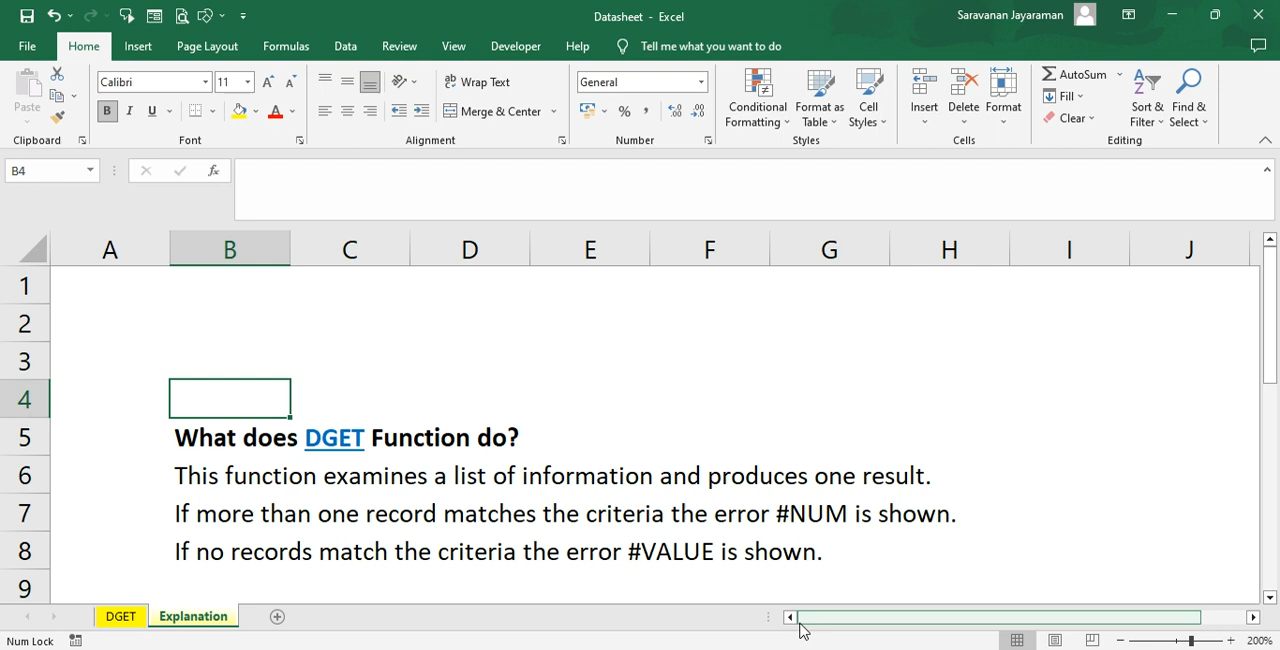 Datasheet - Excel
Saravanan Jayaraman
File Home Insert Page Layout Formulas Data Review View Developer Help Tell me what you want to do
Paste
Clipboard
Calibri 11
B I U
Font
Wrap Text
Merge & Center
Alignment
General
%
Number
Conditional Formatting
Format as Table
Cell Styles
Styles
Insert Delete Format
Cells
AutoSum
Fill
Clear
Sort & Filter
Find & Select
Editing
B4
fx
A B C D E F G H I J
1
2
3
4
5 What does DGET Function do?
6 This function examines a list of information and produces one result.
7 If more than one record matches the criteria the error #NUM is shown.
8 If no records match the criteria the error #VALUE is shown.
9
DGET Explanation
Num Lock
200%